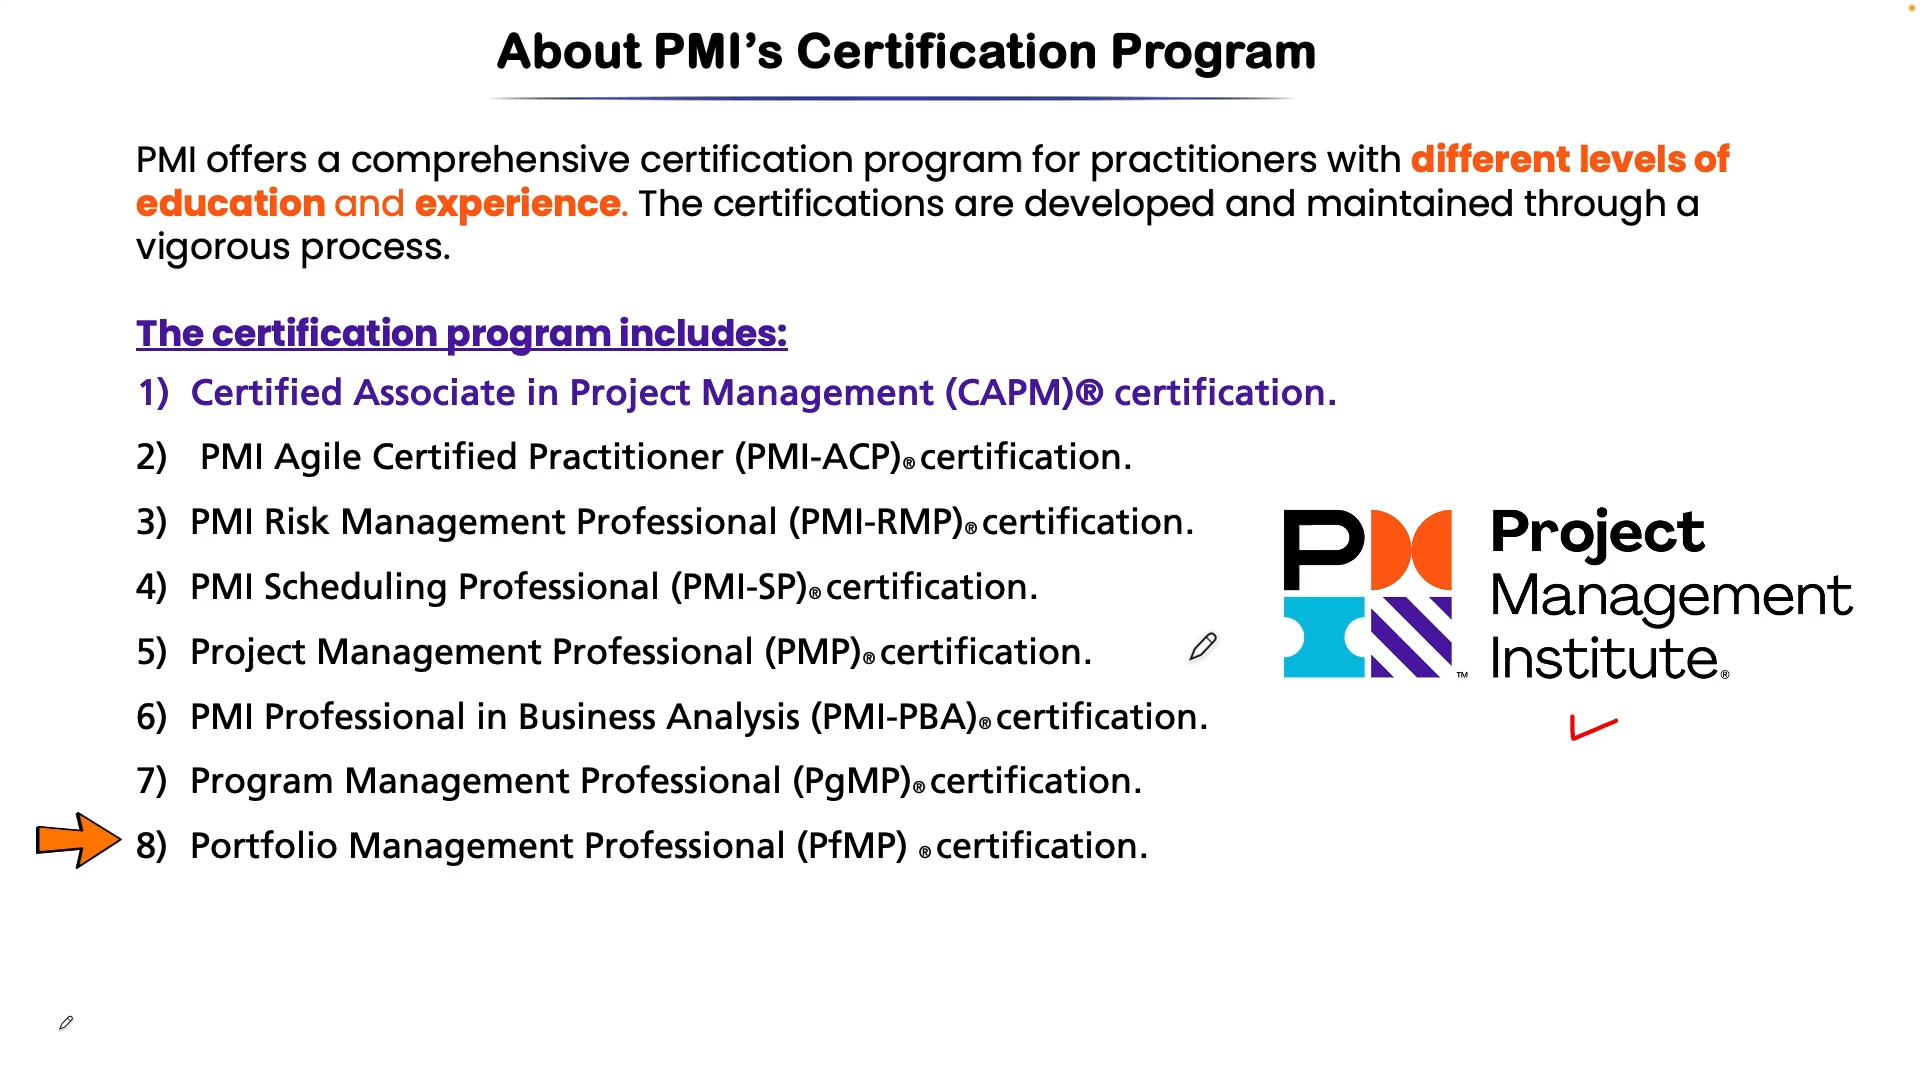 About PMI’s Certification Program
PMI offers a comprehensive certification program for practitioners with different levels of
education and experience. The certifications are developed and maintained through a
vigorous process.
The certification program includes:
1) Certified Associate in Project Management (CAPM)® certification.
2) PMI Agile Certified Practitioner (PMI-ACP)® certification.
3) PMI Risk Management Professional (PMI-RMP)® certification.
4) PMI Scheduling Professional (PMI-SP)® certification.
5) Project Management Professional (PMP)® certification.
6) PMI Professional in Business Analysis (PMI-PBA)® certification.
7) Program Management Professional (PgMP)® certification.
8) Portfolio Management Professional (PfMP) ® certification.
PMI™
Project
Management
Institute®